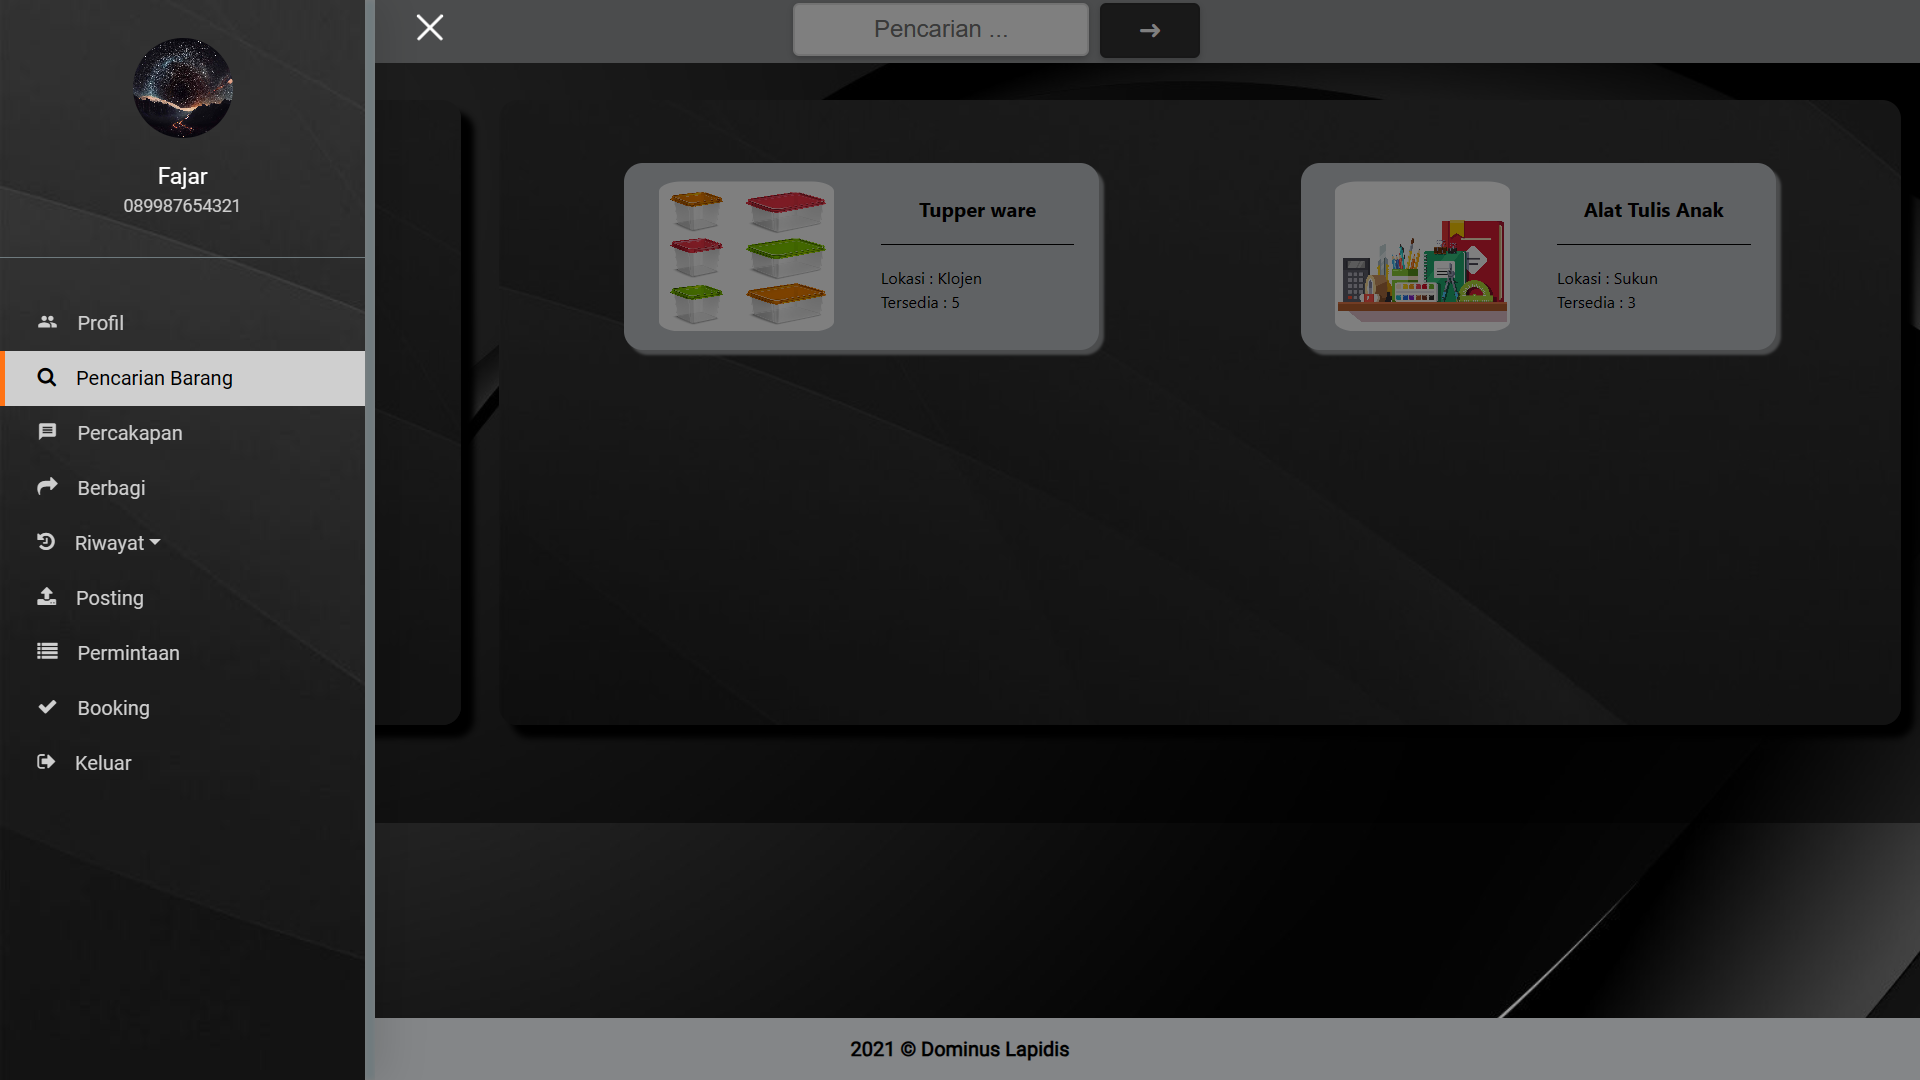 Fajar
089987654321
Profil
Pencarian Barang
Percakapan
Berbagi
Riwayat
Posting
Permintaan
Booking
Keluar
Pencarian ...
Tupper ware
Lokasi : Klojen
Tersedia : 5
Alat Tulis Anak
Lokasi : Sukun
Tersedia : 3
2021 © Dominus Lapidis